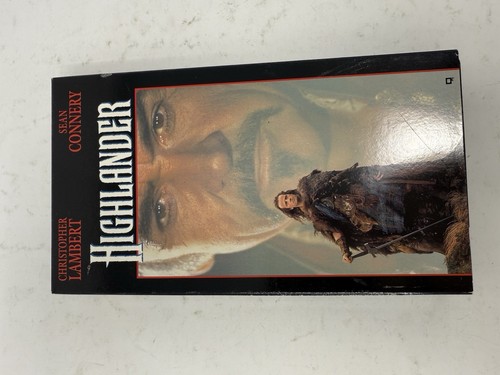 CHRISTOPHER
LAMBERT
SEAN
CONNERY
HIGHLANDER